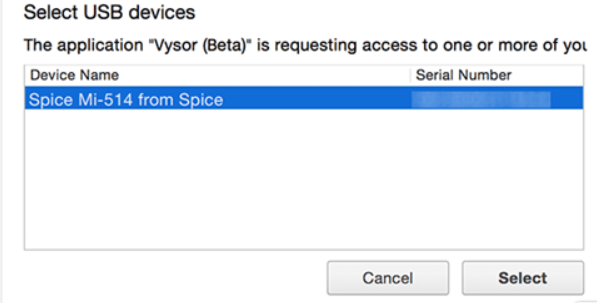 Select USB devices
The application "Vysor (Beta)" is requesting access to one or more of you
Device Name Serial Number
Spice Mi-514 from Spice
Cancel Select